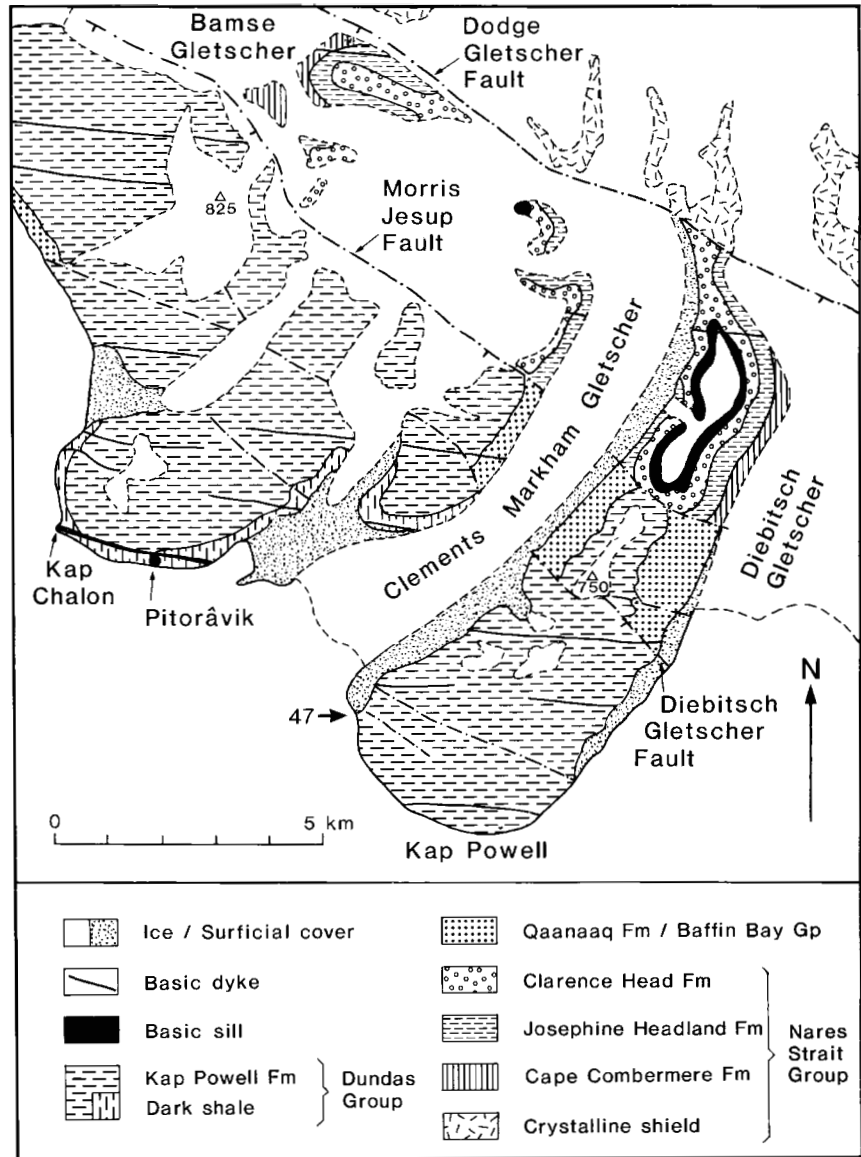 Bamse
Gletscher
Dodge
Gletscher
Fault
825
Morris
Jesup
Fault
Clements Markham Gletscher
Diebitsch
Gletscher
Kap
Chalon
Pitorâvik
750
N
47
Diebitsch
Gletscher
Fault
0 5 km
Kap Powell
Ice / Surficial cover
Basic dyke
Basic sill
Kap Powell Fm
Dark shale
Dundas
Group
Qaanaaq Fm / Baffin Bay Gp
Clarence Head Fm
Josephine Headland Fm
Cape Combermere Fm
Nares
Strait
Group
Crystalline shield